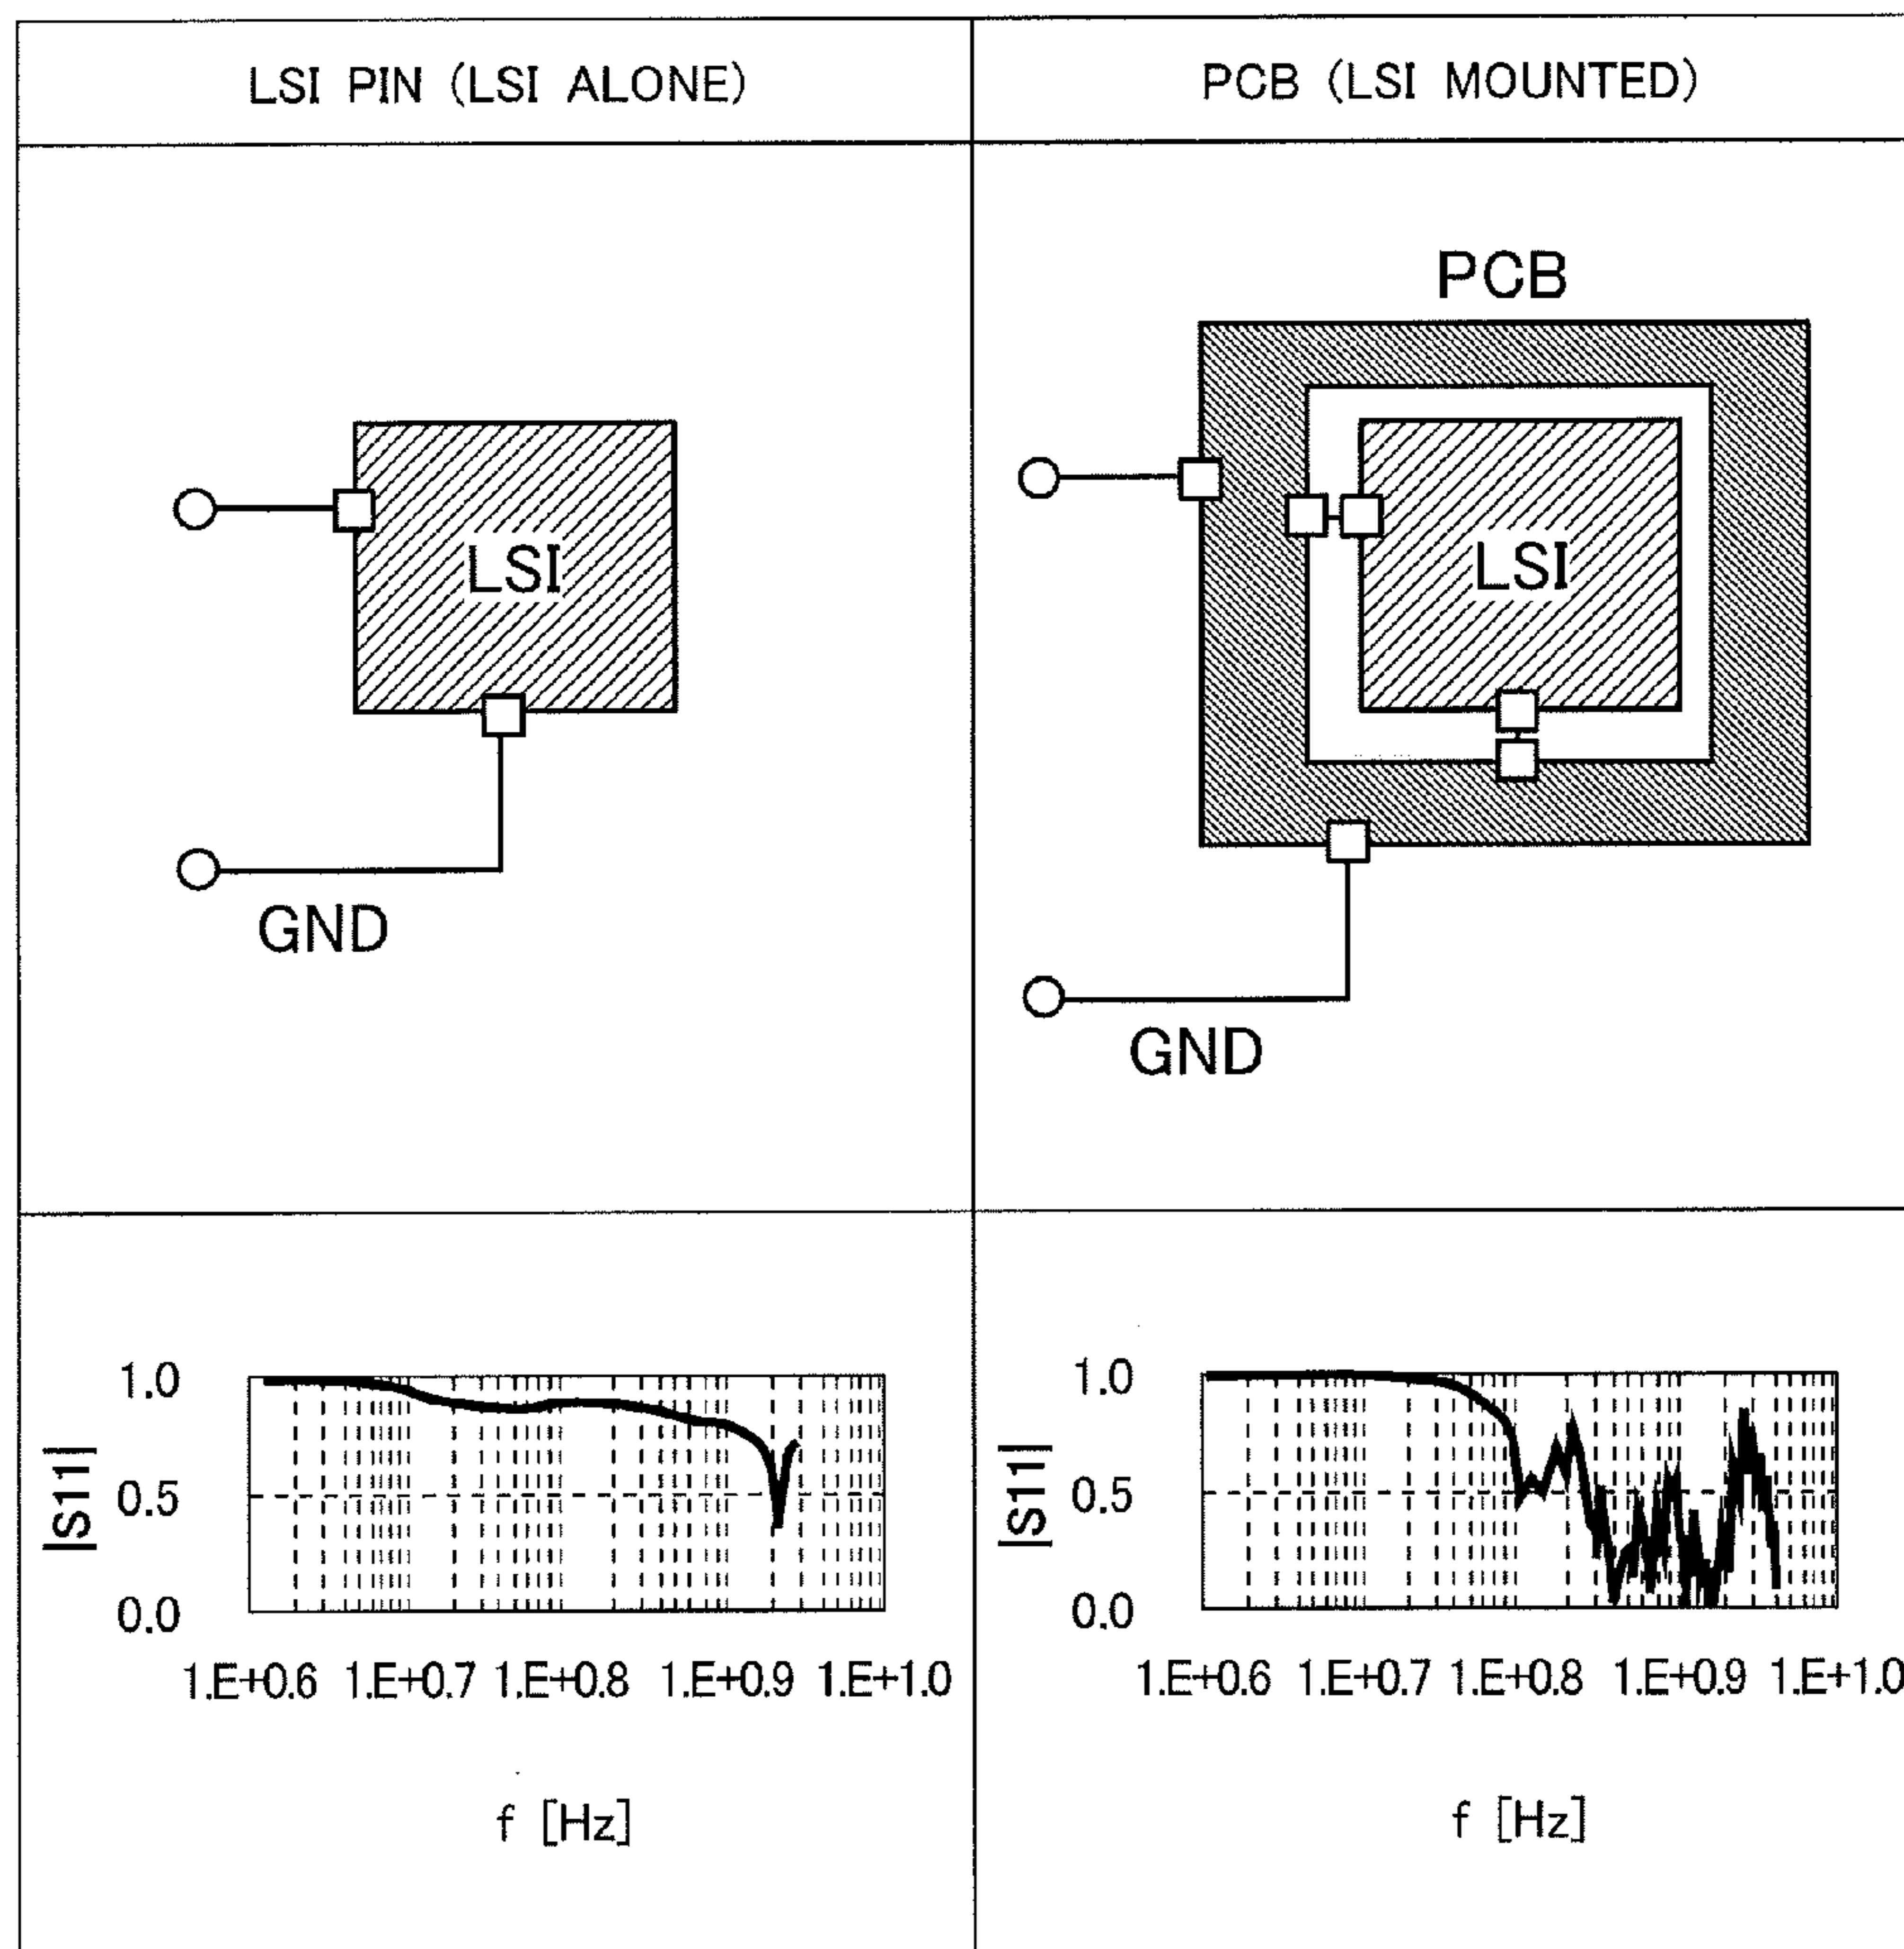 LSI PIN (LSI ALONE)
PCB (LSI MOUNTED)
LSI
GND
PCB
LSI
GND
|S11|
1.0
0.5
0.0
1.E+0.6 1.E+0.7 1.E+0.8 1.E+0.9 1.E+1.0
f [Hz]
|S11|
1.0
0.5
0.0
1.E+0.6 1.E+0.7 1.E+0.8 1.E+0.9 1.E+1.0
f [Hz]